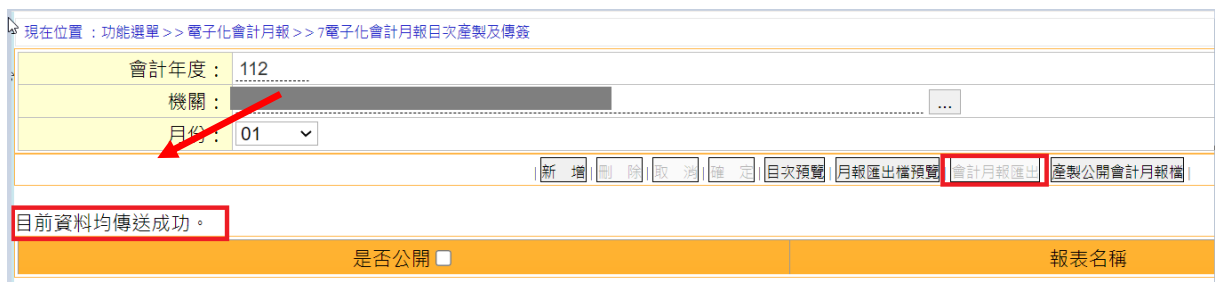 現在位置 : 功能選單>>電子化會計月報>>7電子化會計月報目次產製及傳簽
會計年度: 112
機關: ...
月份: 01
|新 增|刪 除|取 消|確 定|目次預覽|月報匯出檔預覽|會計月報匯出|產製公開會計月報檔|
目前資料均傳送成功。
是否公開 報表名稱